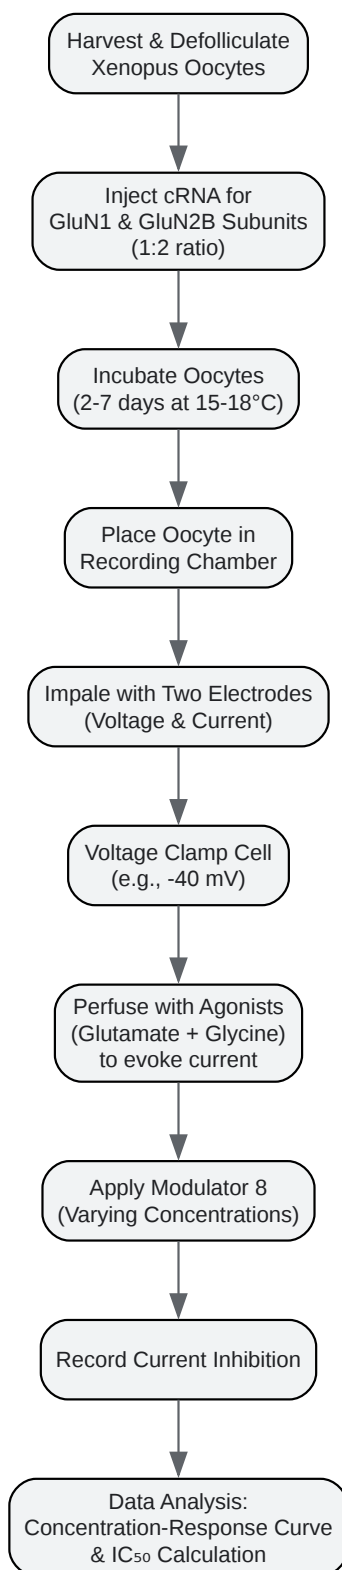 Harvest & Defolliculate
Xenopus Oocytes
Inject cRNA for
GluN1 & GluN2B Subunits
(1:2 ratio)
Incubate Oocytes
(2-7 days at 15-18°C)
Place Oocyte in
Recording Chamber
Impale with Two Electrodes
(Voltage & Current)
Voltage Clamp Cell
(e.g., -40 mV)
Perfuse with Agonists
(Glutamate + Glycine)
to evoke current
Apply Modulator 8
(Varying Concentrations)
Record Current Inhibition
Data Analysis:
Concentration-Response Curve
& IC₅₀ Calculation